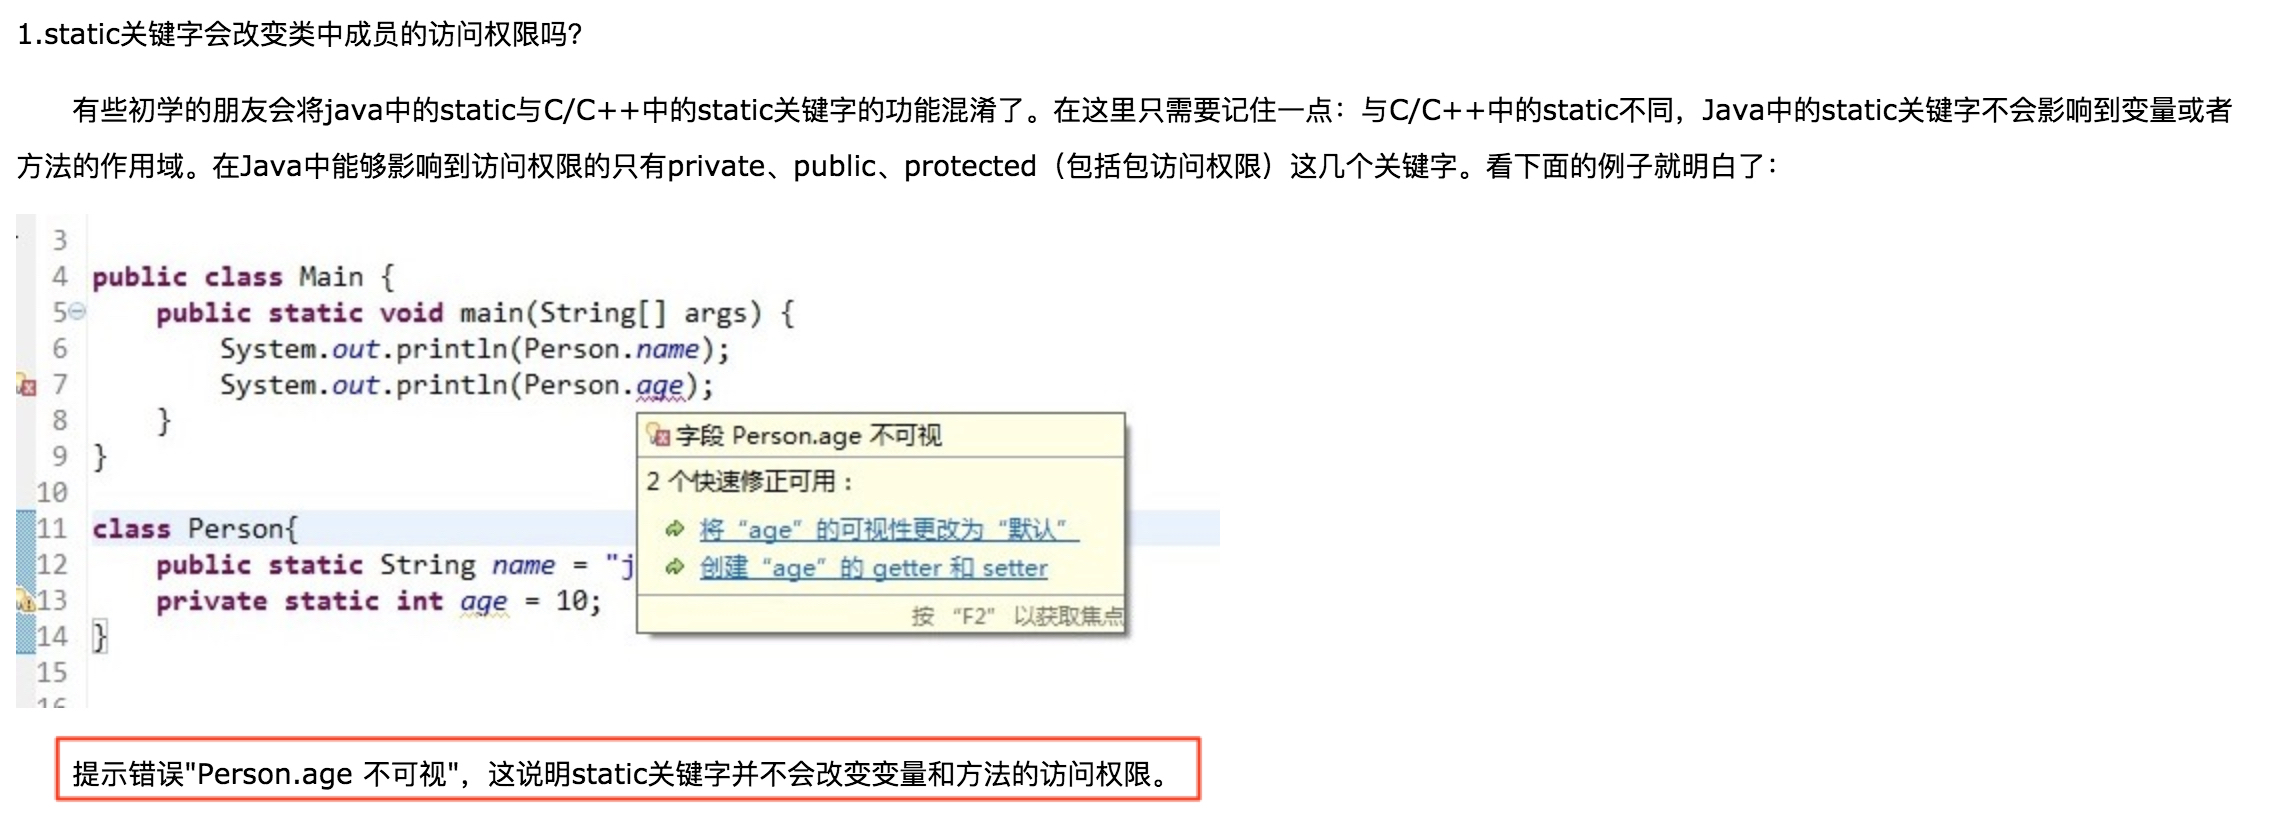 1.static关键字会改变类中成员的访问权限吗?
有些初学的朋友会将java中的static与C/C++中的static关键字的功能混淆了。在这里只需要记住一点：与C/C++中的static不同，Java中的static关键字不会影响到变量或者
方法的作用域。在Java中能够影响到访问权限的只有private、public、protected（包括包访问权限）这几个关键字。看下面的例子就明白了：
3
4 public class Main {
5 public static void main(String[] args) {
6 System.out.println(Person.name);
7 System.out.println(Person.age);
8 }
9 }
10
11 class Person{
12 public static String name = "j
13 private static int age = 10;
14 }
15
16
字段 Person.age 不可视
2 个快速修正可用：
将“age”的可视性更改为“默认”
创建“age”的 getter 和 setter
按 “F2” 以获取焦点
提示错误"Person.age 不可视"，这说明static关键字并不会改变变量和方法的访问权限。